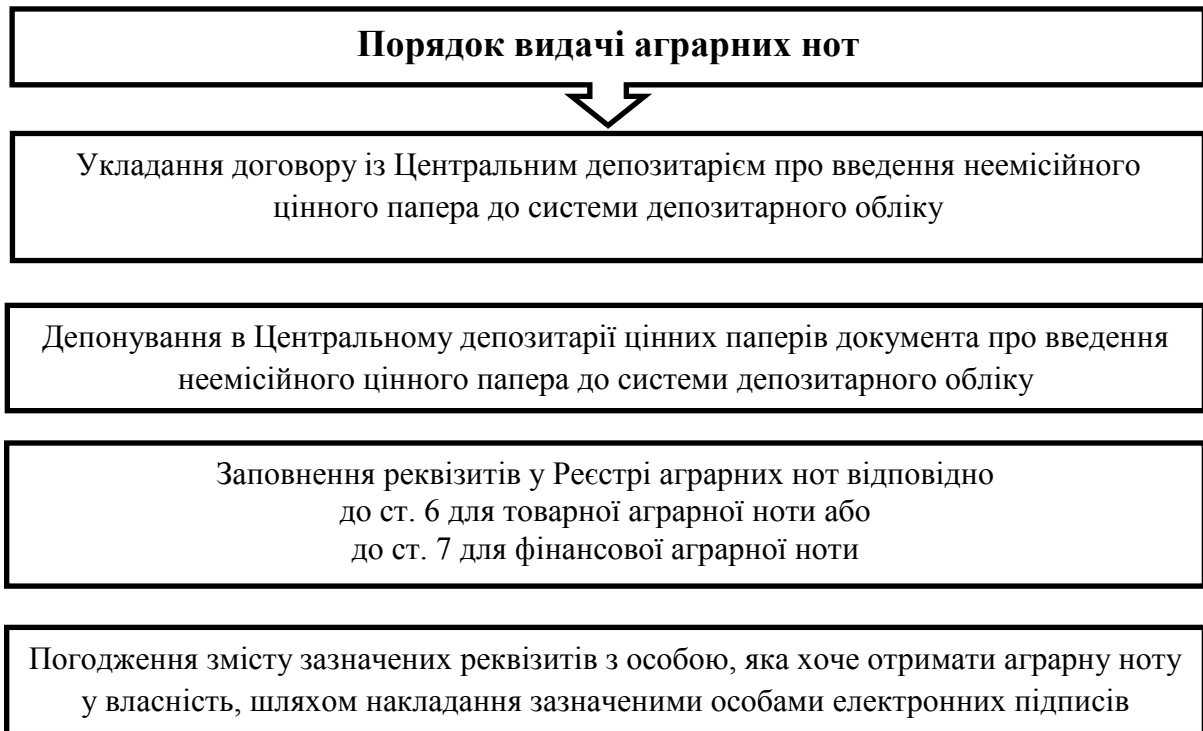 Порядок видачі аграрних нот
Укладання договору із Центральним депозитарієм про введення неемісійного
цінного папера до системи депозитарного обліку
Депонування в Центральному депозитарії цінних паперів документа про введення
неемісійного цінного папера до системи депозитарного обліку
Заповнення реквізитів у Реєстрі аграрних нот відповідно
до ст. 6 для товарної аграрної ноти або
до ст. 7 для фінансової аграрної ноти
Погодження змісту зазначених реквізитів з особою, яка хоче отримати аграрну ноту
у власність, шляхом накладання зазначеними особами електронних підписів